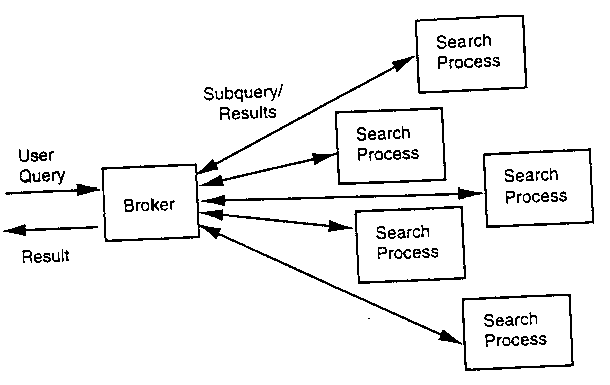 Search
Process
Subquery/
Results
Search
Process
User
Query
Search
Process
Broker
Search
Process
Result
Search
Process